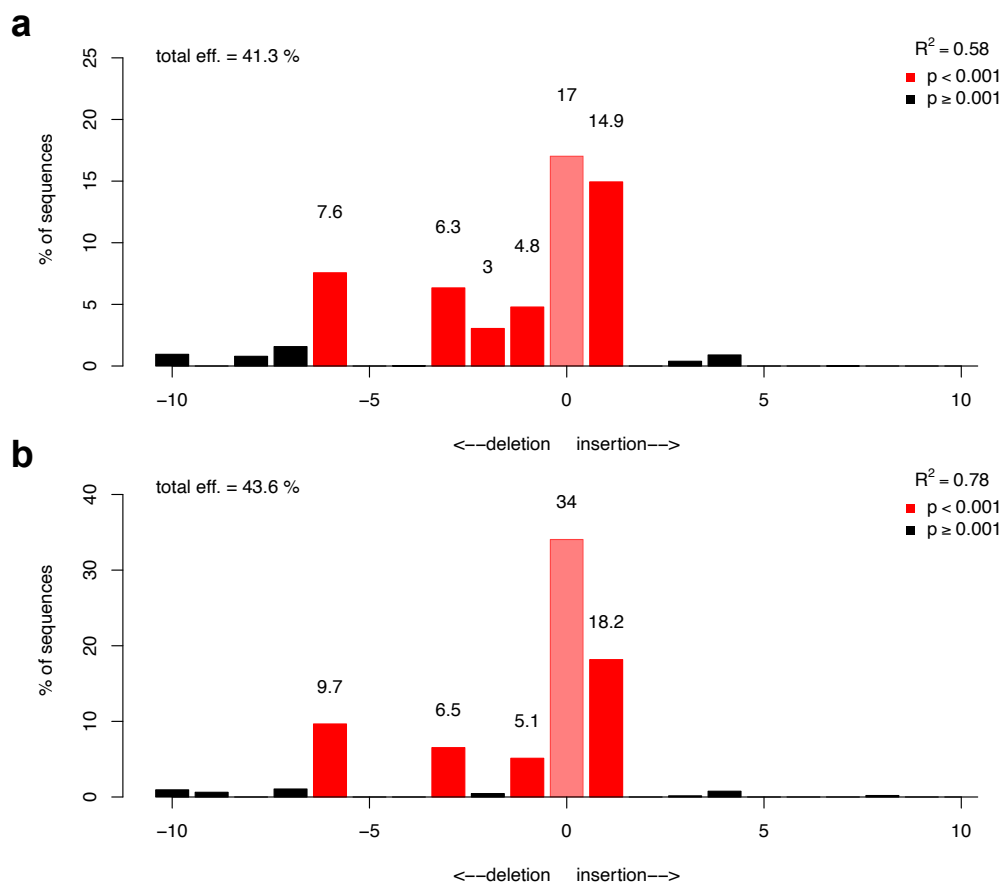 a
total eff. = 41.3 %
R² = 0.58
p < 0.001
p ≥ 0.001
% of sequences
25
20
15
10
5
0
7.6
6.3
3
4.8
17
14.9
−10
−5
0
5
10
<−−deletion insertion−−>
b
total eff. = 43.6 %
R² = 0.78
p < 0.001
p ≥ 0.001
% of sequences
40
30
20
10
0
9.7
6.5
5.1
34
18.2
−10
−5
0
5
10
<−−deletion insertion−−>